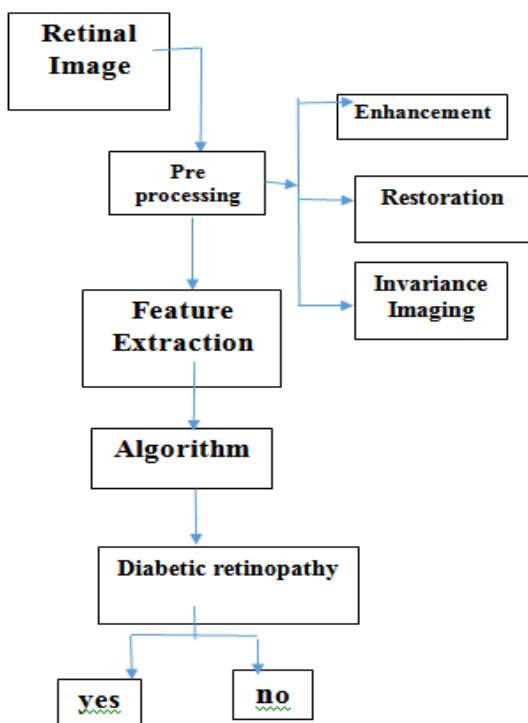 Retinal
Image
Enhancement
Pre
processing
Restoration
Invariance
Imaging
Feature
Extraction
Algorithm
Diabetic retinopathy
yes
no